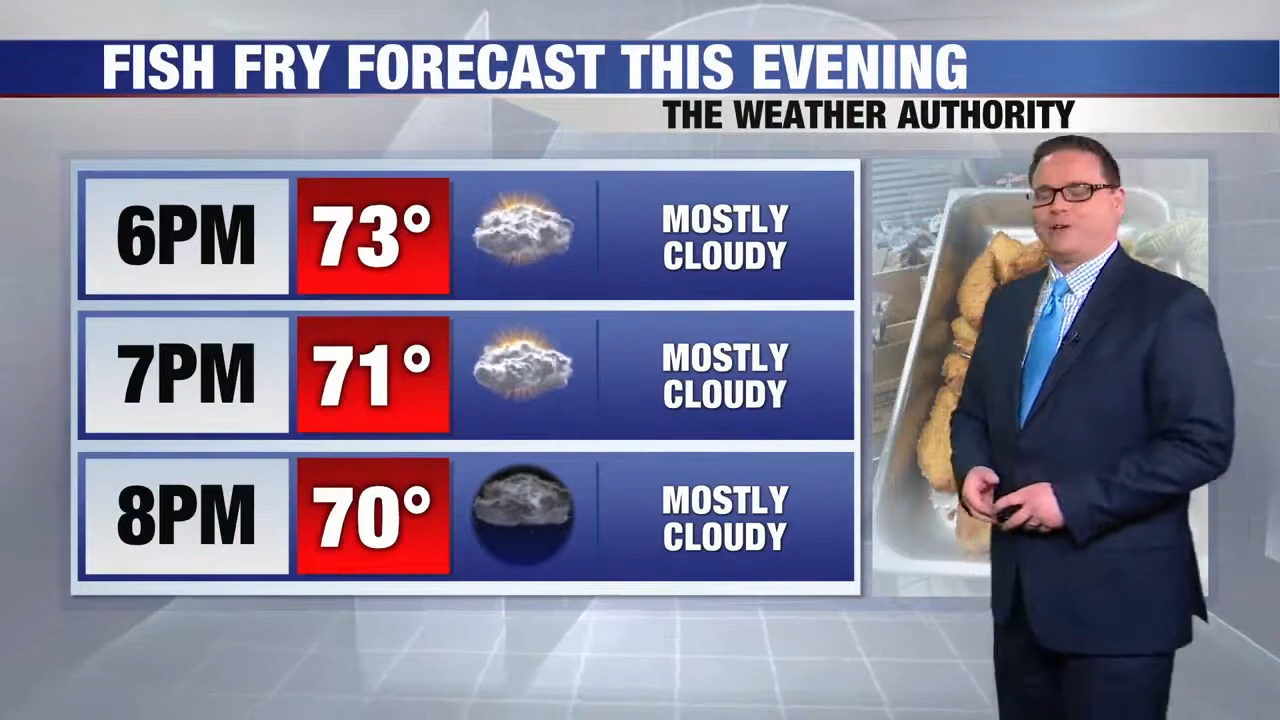 FISH FRY FORECAST THIS EVENING
THE WEATHER AUTHORITY
6PM 73° MOSTLY
CLOUDY
7PM 71° MOSTLY
CLOUDY
8PM 70° MOSTLY
CLOUDY